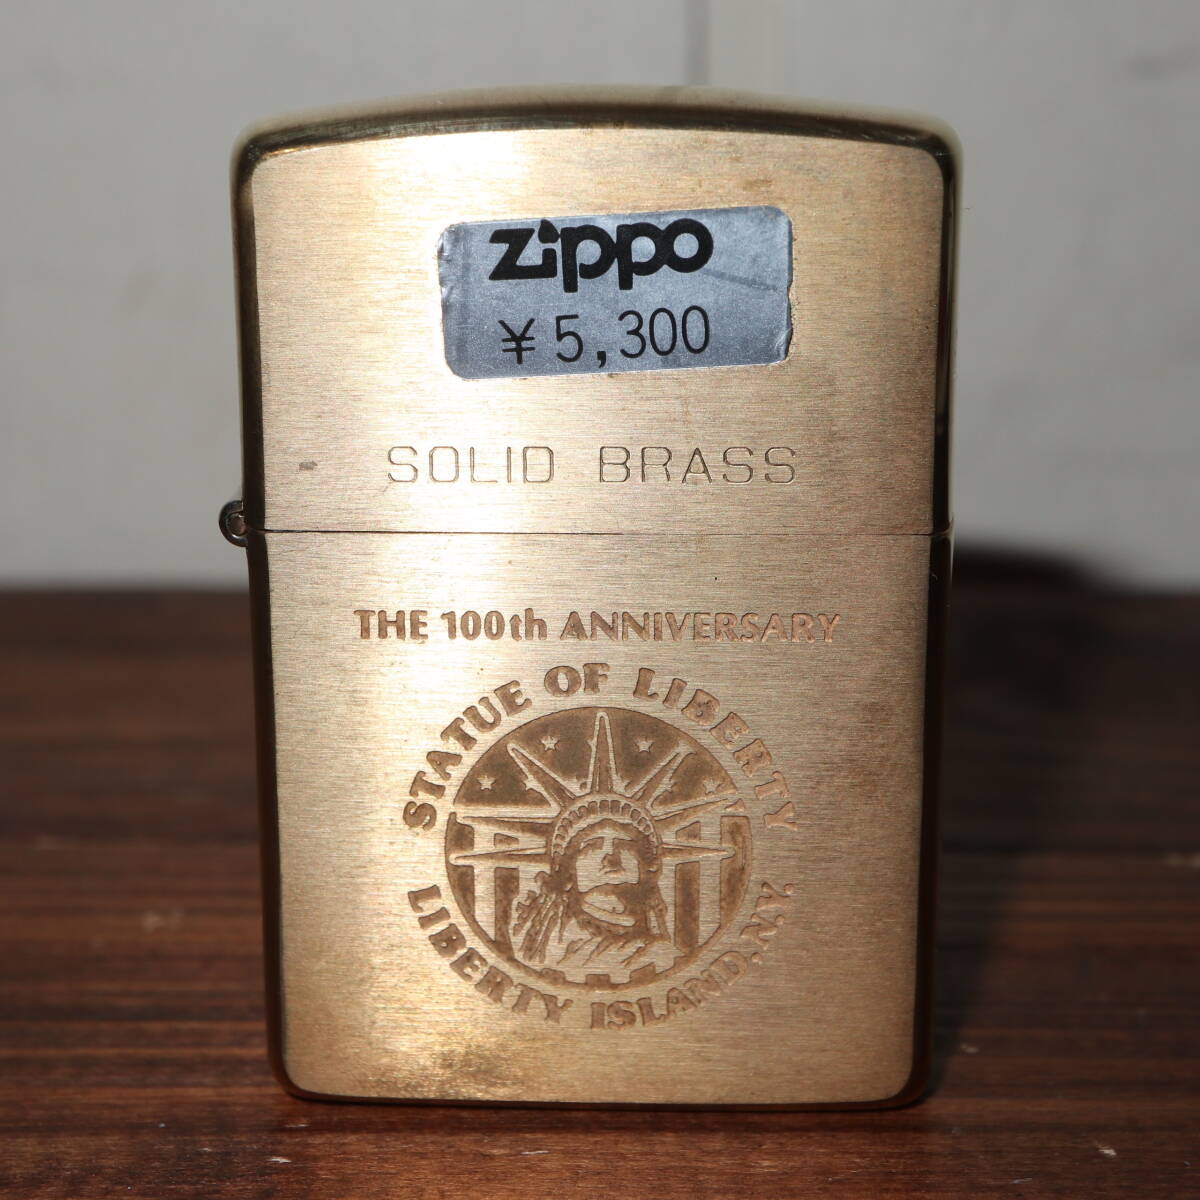 Zippo
¥5,300
SOLID BRASS
THE 100th ANNIVERSARY
STATUE OF LIBERTY
LIBERTY ISLAND, N.Y.